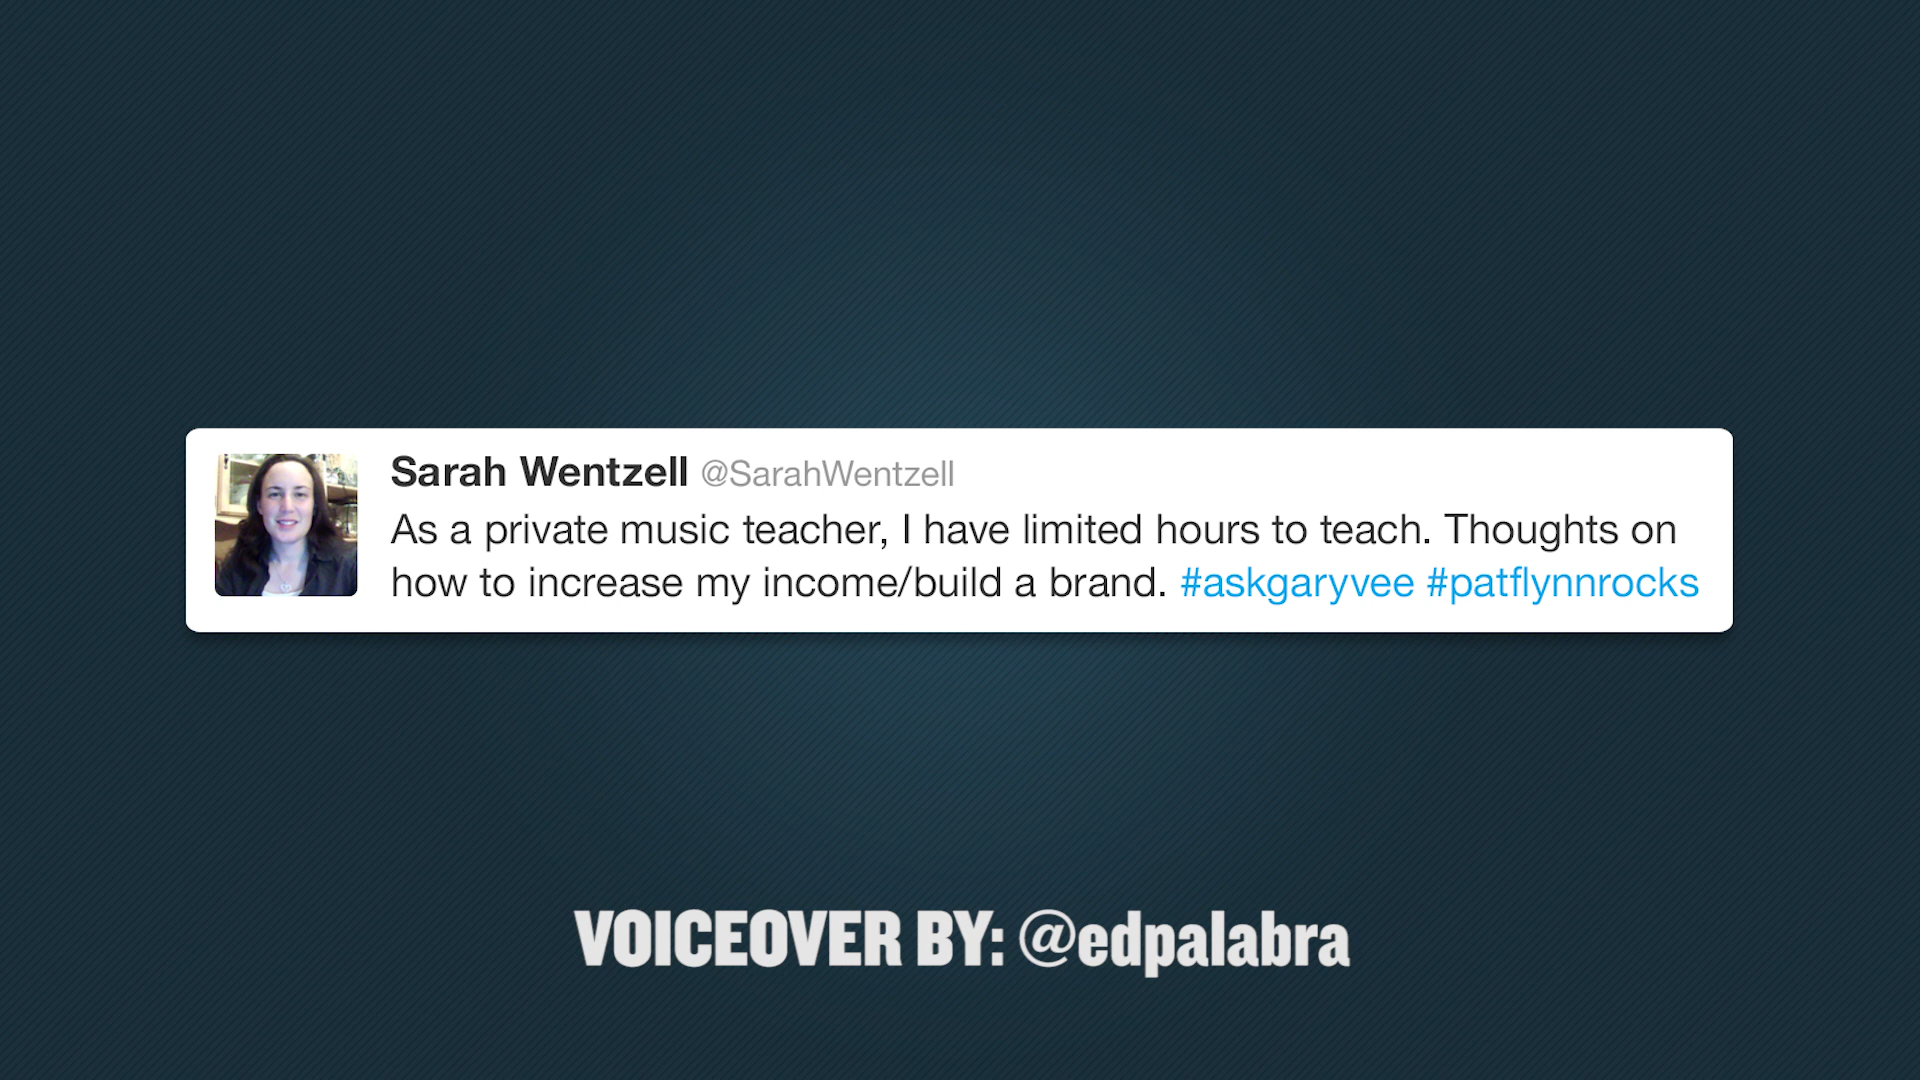 Sarah Wentzell @SarahWentzell
As a private music teacher, I have limited hours to teach. Thoughts on
how to increase my income/build a brand. #askgaryvee #patflynnrocks
VOICEOVER BY: @edpalabra